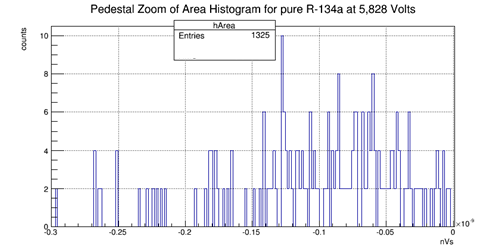 Pedestal Zoom of Area Histogram for pure R-134a at 5,828 Volts
counts
hArea
Entries 1325
10
8
6
4
2
0
-0.3 -0.25 -0.2 -0.15 -0.1 -0.05 0
×10⁻⁹
nVs